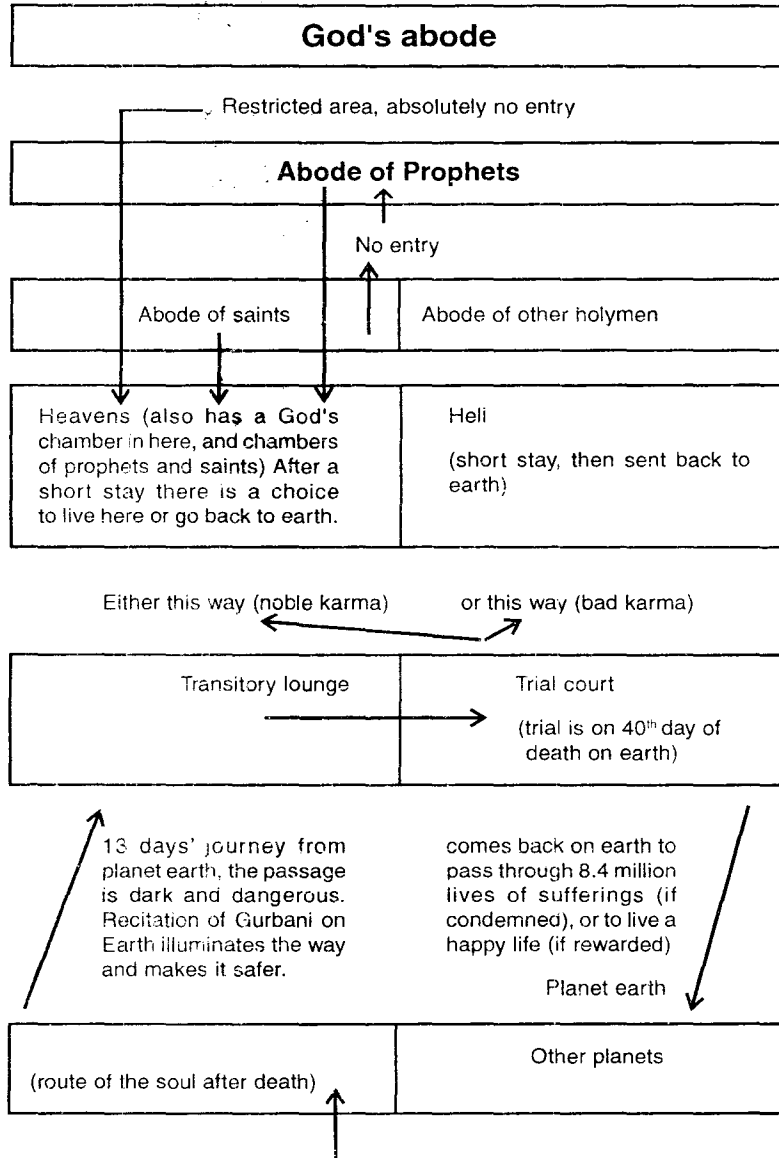 God's abode
Restricted area, absolutely no entry
Abode of Prophets
No entry
Abode of saints
Abode of other holymen
Heavens (also has a God's
chamber in here, and chambers
of prophets and saints) After a
short stay there is a choice
to live here or go back to earth.
Heli
(short stay, then sent back to
earth)
Either this way (noble karma)
or this way (bad karma)
Transitory lounge
Trial court
(trial is on 40th day of
death on earth)
13 days' journey from
planet earth, the passage
is dark and dangerous.
Recitation of Gurbani on
Earth illuminates the way
and makes it safer.
comes back on earth to
pass through 8.4 million
lives of sufferings (if
condemned), or to live a
happy life (if rewarded)
Planet earth
(route of the soul after death)
Other planets